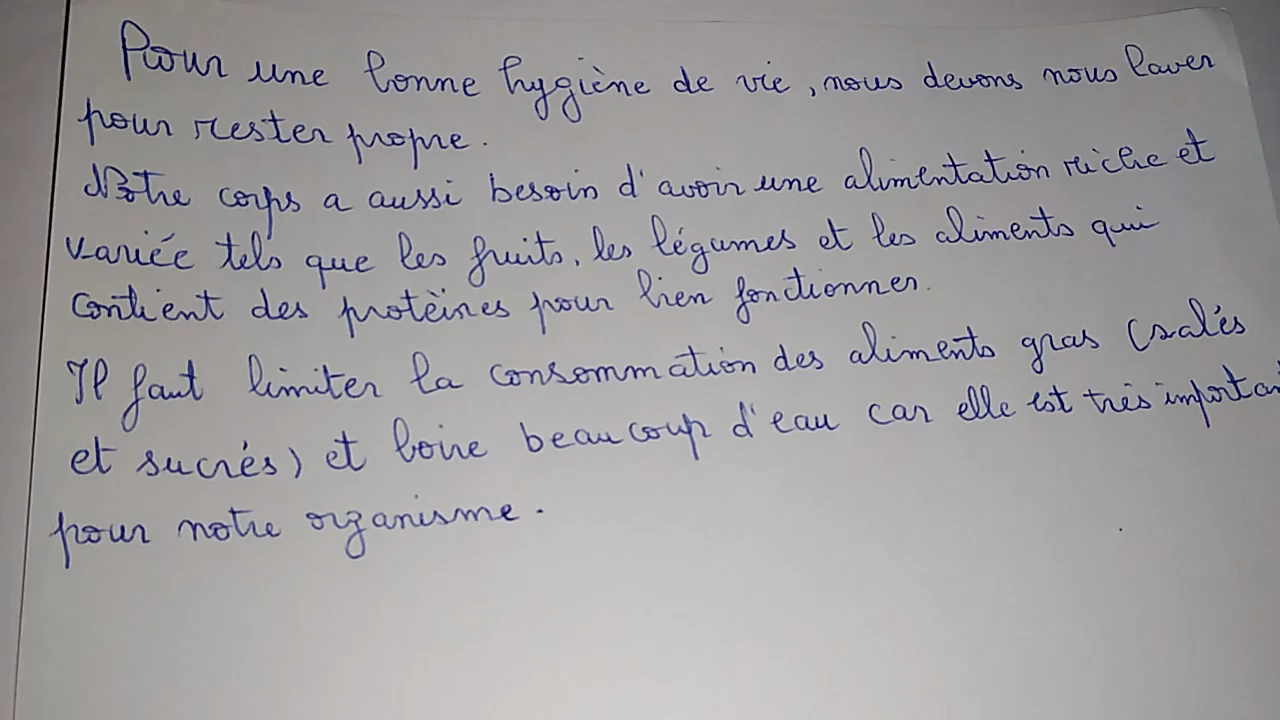 Pour une bonne hygiène de vie, nous devons nous laver
pour rester propre.
Notre corps a aussi besoin d'avoir une alimentation riche et
variée tels que les fruits, les légumes et les aliments qui
contient des protèines pour bien fonctionner.
Il faut limiter la consommation des aliments gras (salés
et sucrés) et boire beaucoup d'eau car elle est très importan
pour notre organisme.